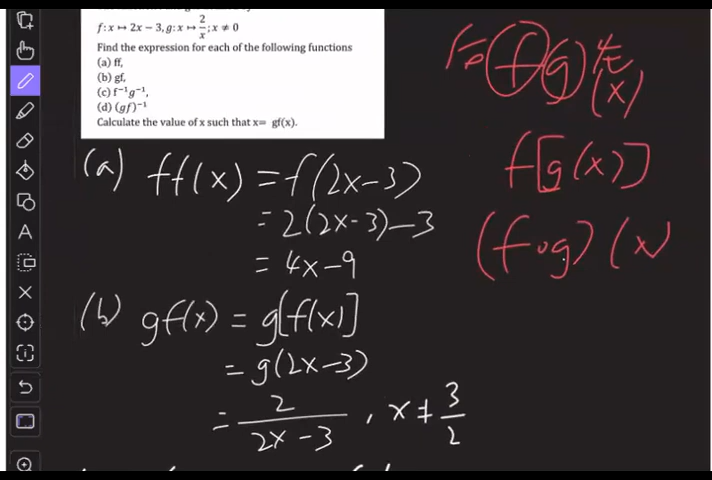 f: x ↦ 2x − 3, g: x ↦ 2/x ; x ≠ 0
Find the expression for each of the following functions
(a) ff,
(b) gf,
(c) f⁻¹g⁻¹,
(d) (gf)⁻¹
Calculate the value of x such that x= gf(x).
(a) ff(x) = f(2x−3)
= 2(2x−3)−3
= 4x−9
(b) gf(x) = g[f(x)]
= g(2x−3)
= 2/(2x−3) , x ≠ 3/2
fg
(x)
f[g(x)]
(f∘g)(x)
A